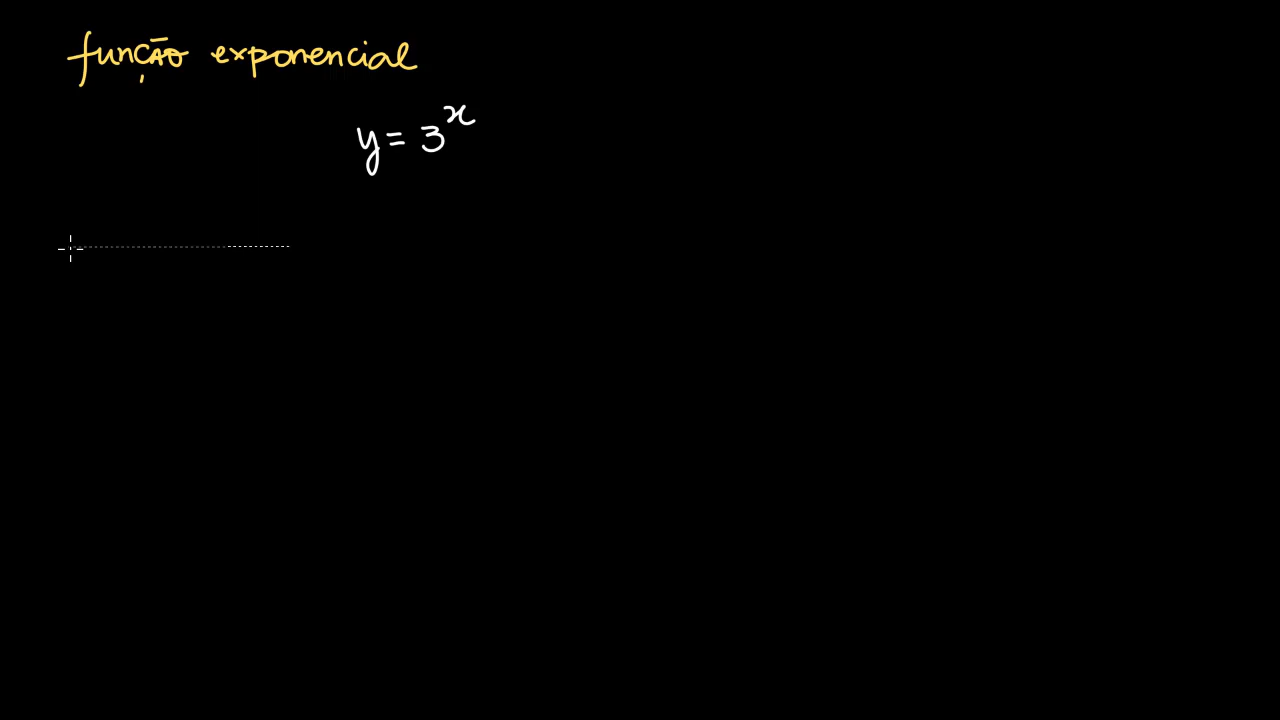 função exponencial
y = 3^x